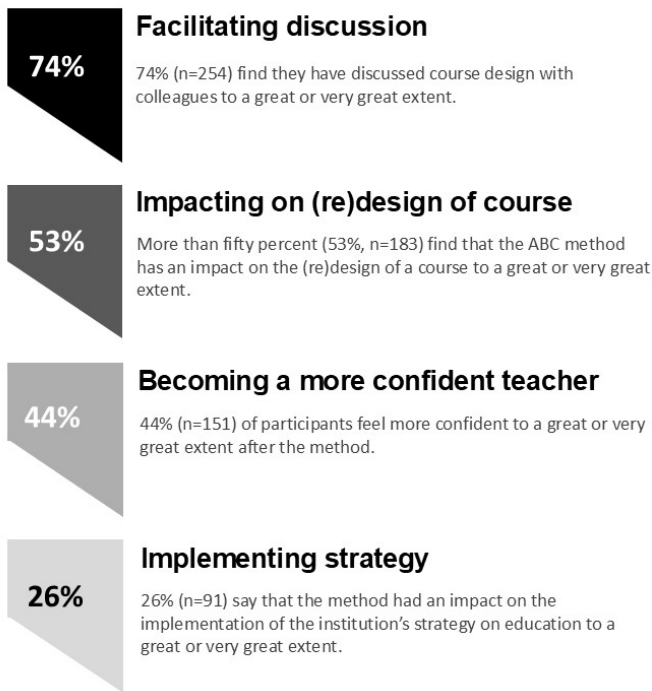 Facilitating discussion
74%
74% (n=254) find they have discussed course design with
colleagues to a great or very great extent.
Impacting on (re)design of course
53%
More than fifty percent (53%, n=183) find that the ABC method
has an impact on the (re)design of a course to a great or very great
extent.
Becoming a more confident teacher
44%
44% (n=151) of participants feel more confident to a great or very
great extent after the method.
Implementing strategy
26%
26% (n=91) say that the method had an impact on the
implementation of the institution’s strategy on education to a
great or very great extent.